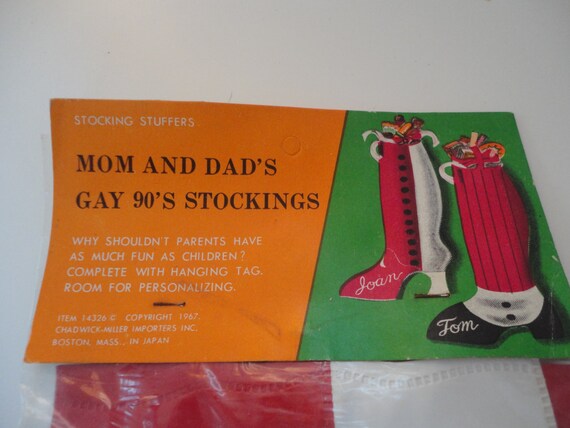 STOCKING STUFFERS
MOM AND DAD'S
GAY 90'S STOCKINGS
WHY SHOULDN'T PARENTS HAVE
AS MUCH FUN AS CHILDREN?
COMPLETE WITH HANGING TAG.
ROOM FOR PERSONALIZING.
ITEM 14326 © COPYRIGHT 1967.
CHADWICK-MILLER IMPORTERS INC.
BOSTON, MASS., IN JAPAN
Joan
Tom